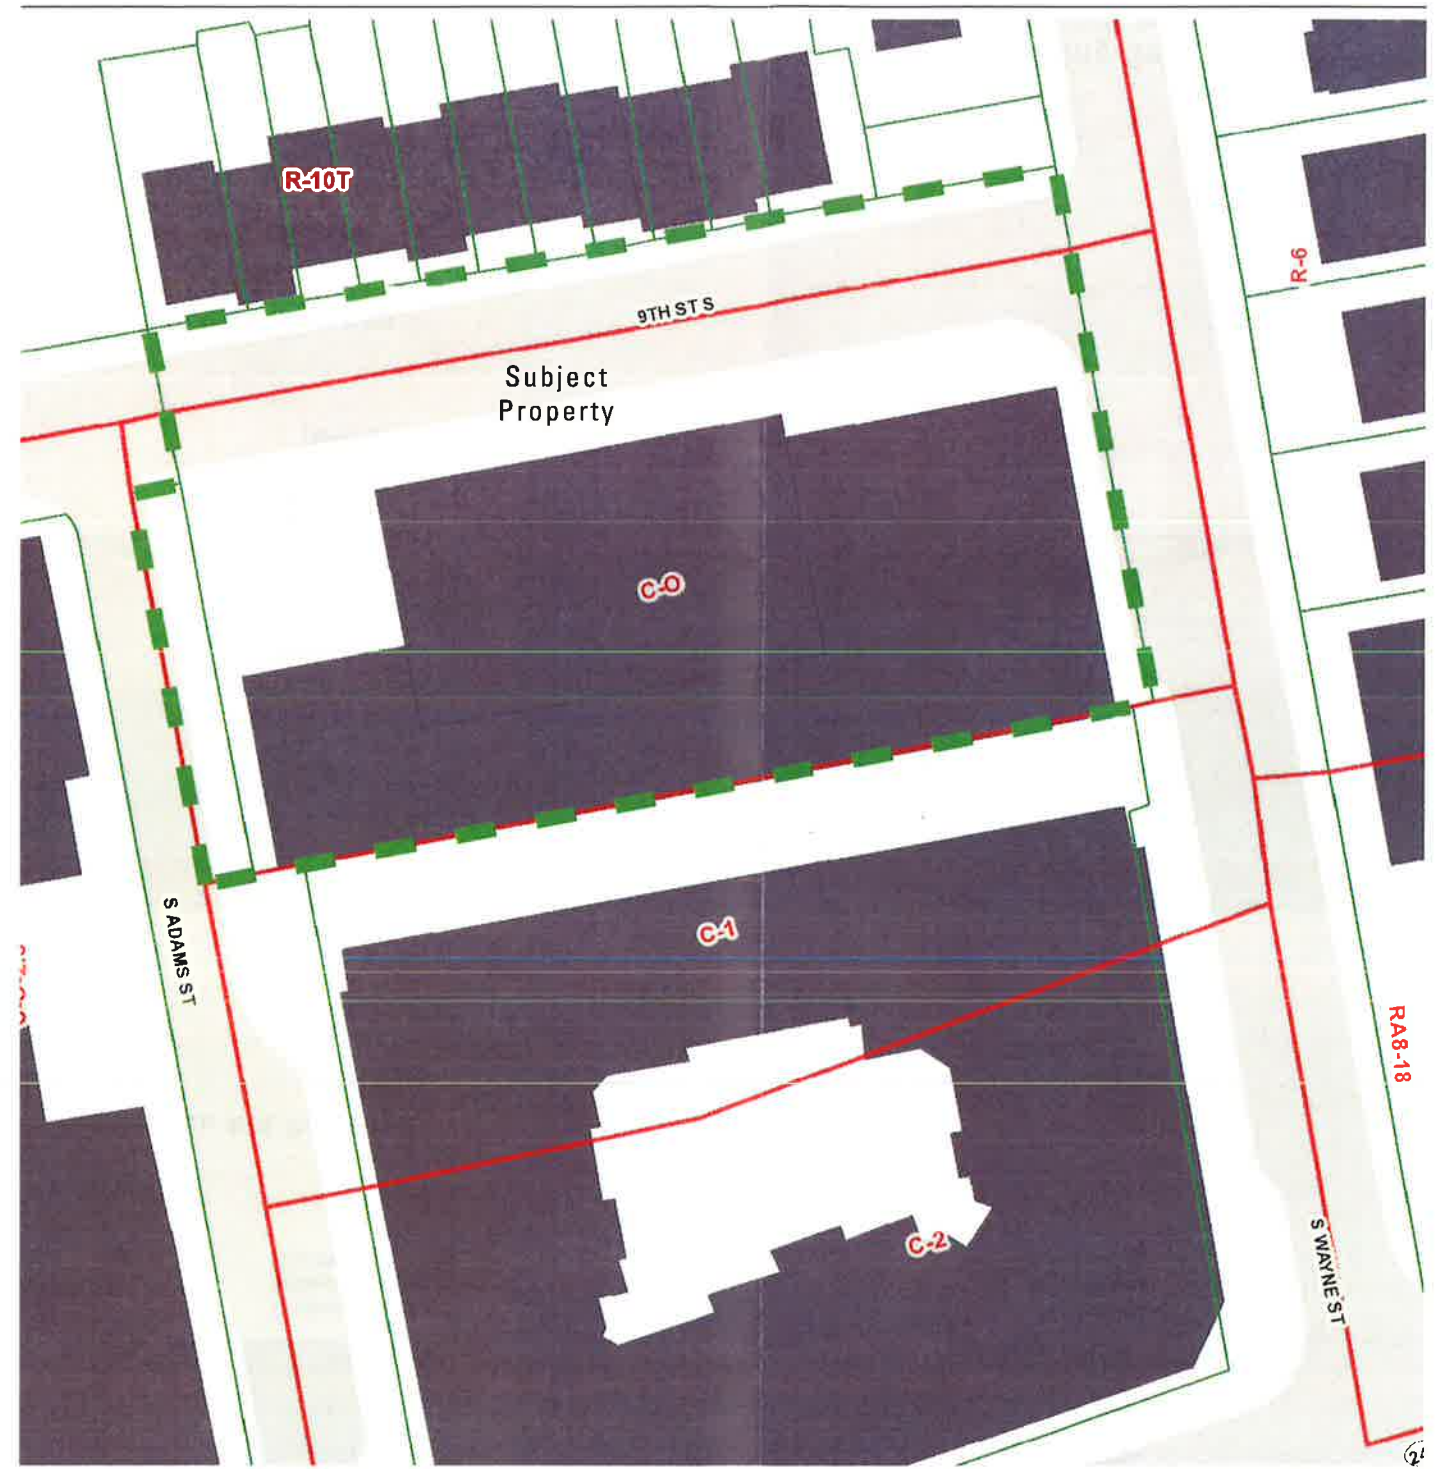 R-10T
R-6
9TH ST S
Subject
Property
C-O
C-1
S ADAMS ST
RA8-18
C-2
S WAYNE ST